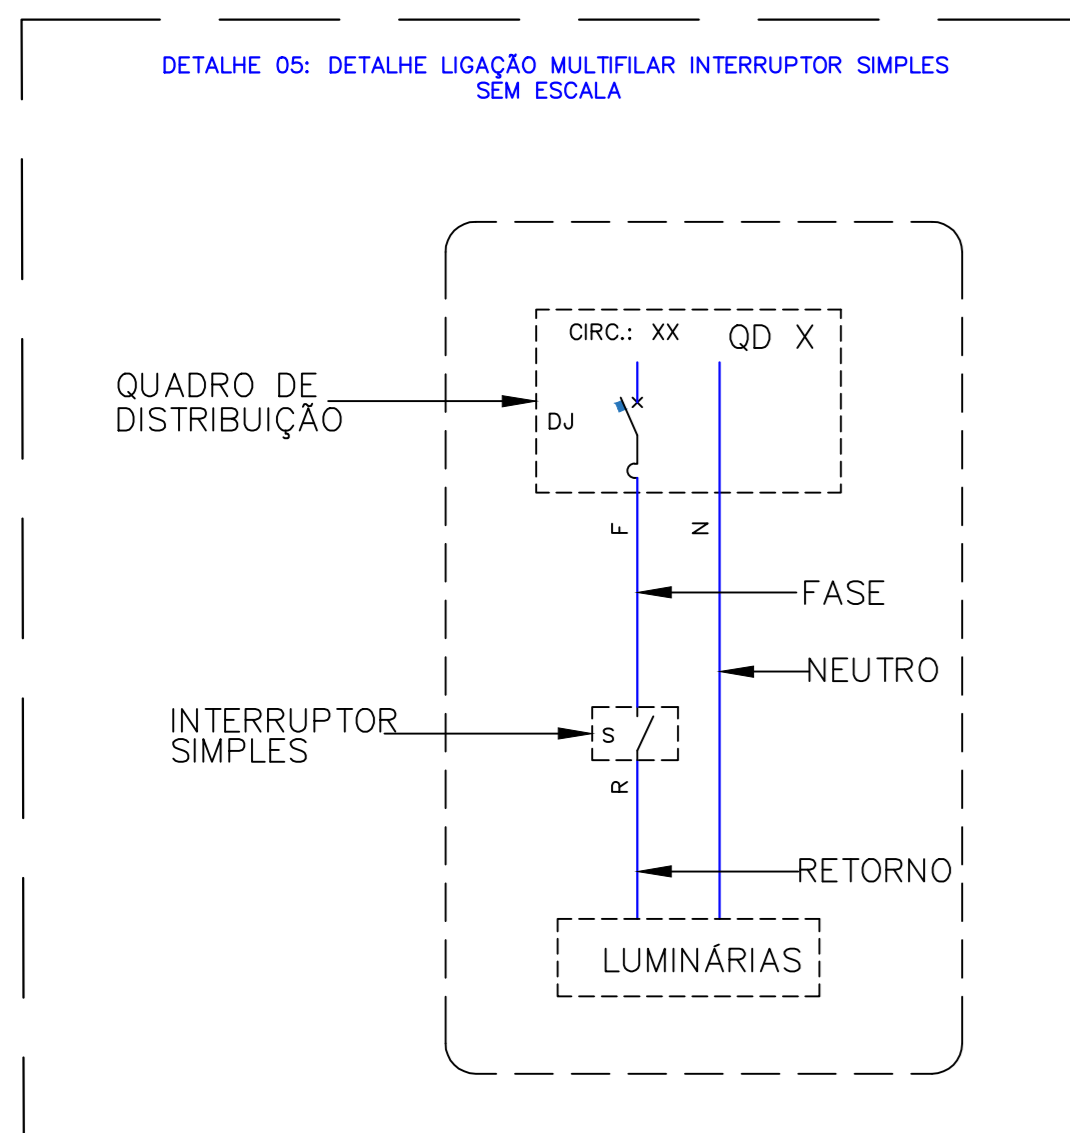 DETALHE 05: DETALHE LIGAÇÃO MULTIFILAR INTERRUPTOR SIMPLES
SEM ESCALA
CIRC.: XX
QD X
QUADRO DE
DISTRIBUIÇÃO
DJ
F
N
FASE
NEUTRO
INTERRUPTOR
SIMPLES
S
R
RETORNO
LUMINÁRIAS